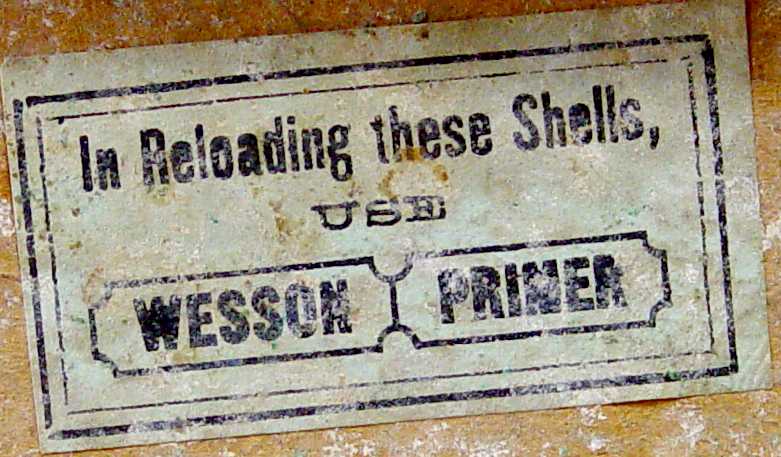 In Reloading these Shells,
USE
WESSON PRIMER